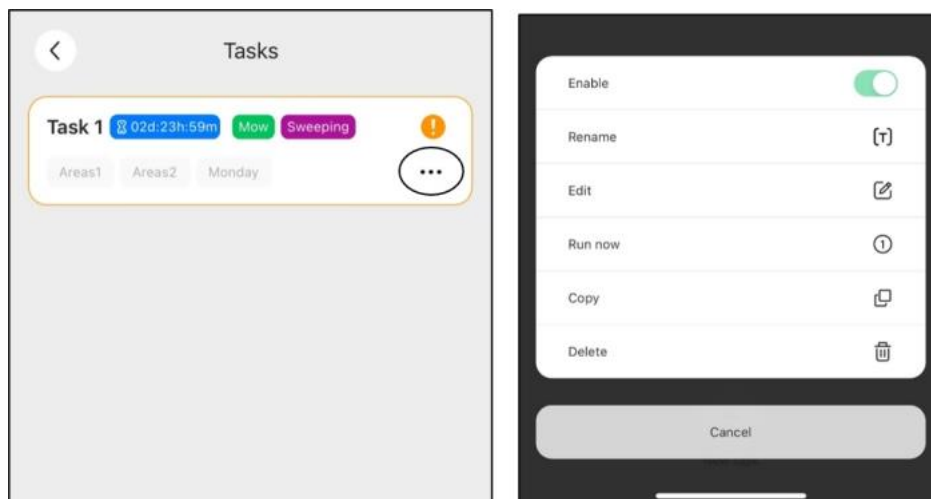 Tasks
Task 1 02d:23h:59m Mow Sweeping
Areas1 Areas2 Monday
Enable
Rename
Edit
Run now
Copy
Delete
Cancel